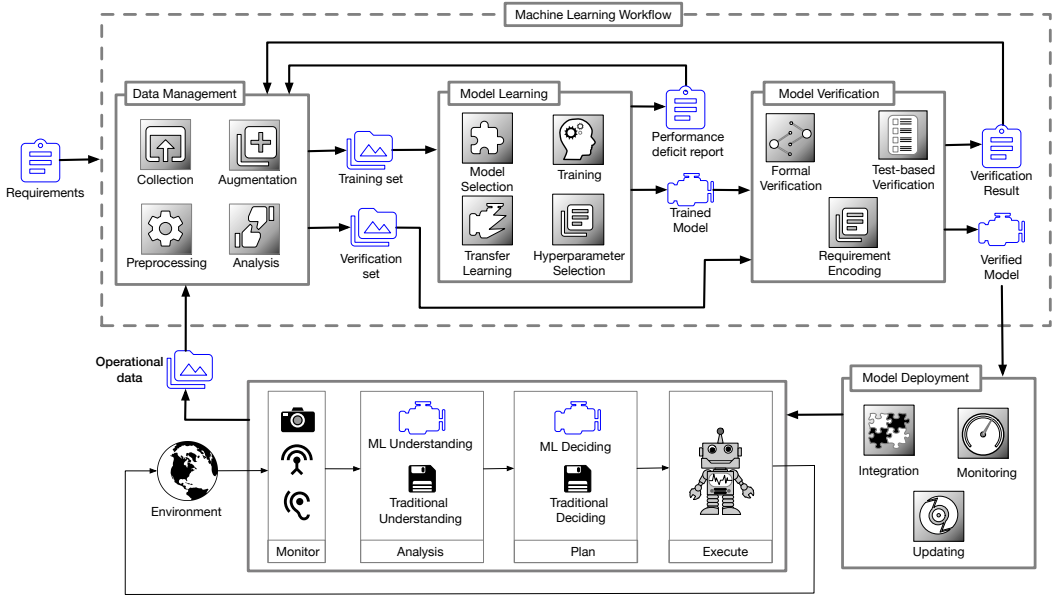 Machine Learning Workflow
Data Management
Model Learning
Model Verification
Requirements
Collection
Augmentation
Preprocessing
Analysis
Training set
Verification
set
Model
Selection
Training
Transfer
Learning
Hyperparameter
Selection
Performance
deficit report
Trained
Model
Formal
Verification
Test-based
Verification
Requirement
Encoding
Verification
Result
Verified
Model
Operational
data
Environment
Monitor
ML Understanding
Traditional
Understanding
Analysis
ML Deciding
Traditional
Deciding
Plan
Execute
Model Deployment
Integration
Monitoring
Updating